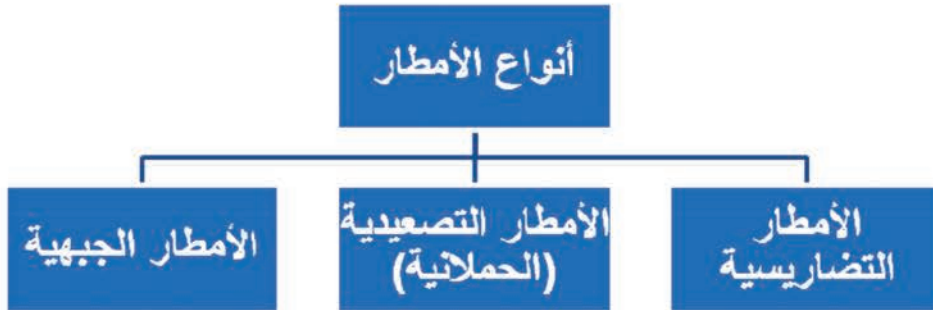 أنواع الأمطار
الأمطار
التضاريسية
الأمطار التصعيدية
(الحملانية)
الأمطار الجبهية